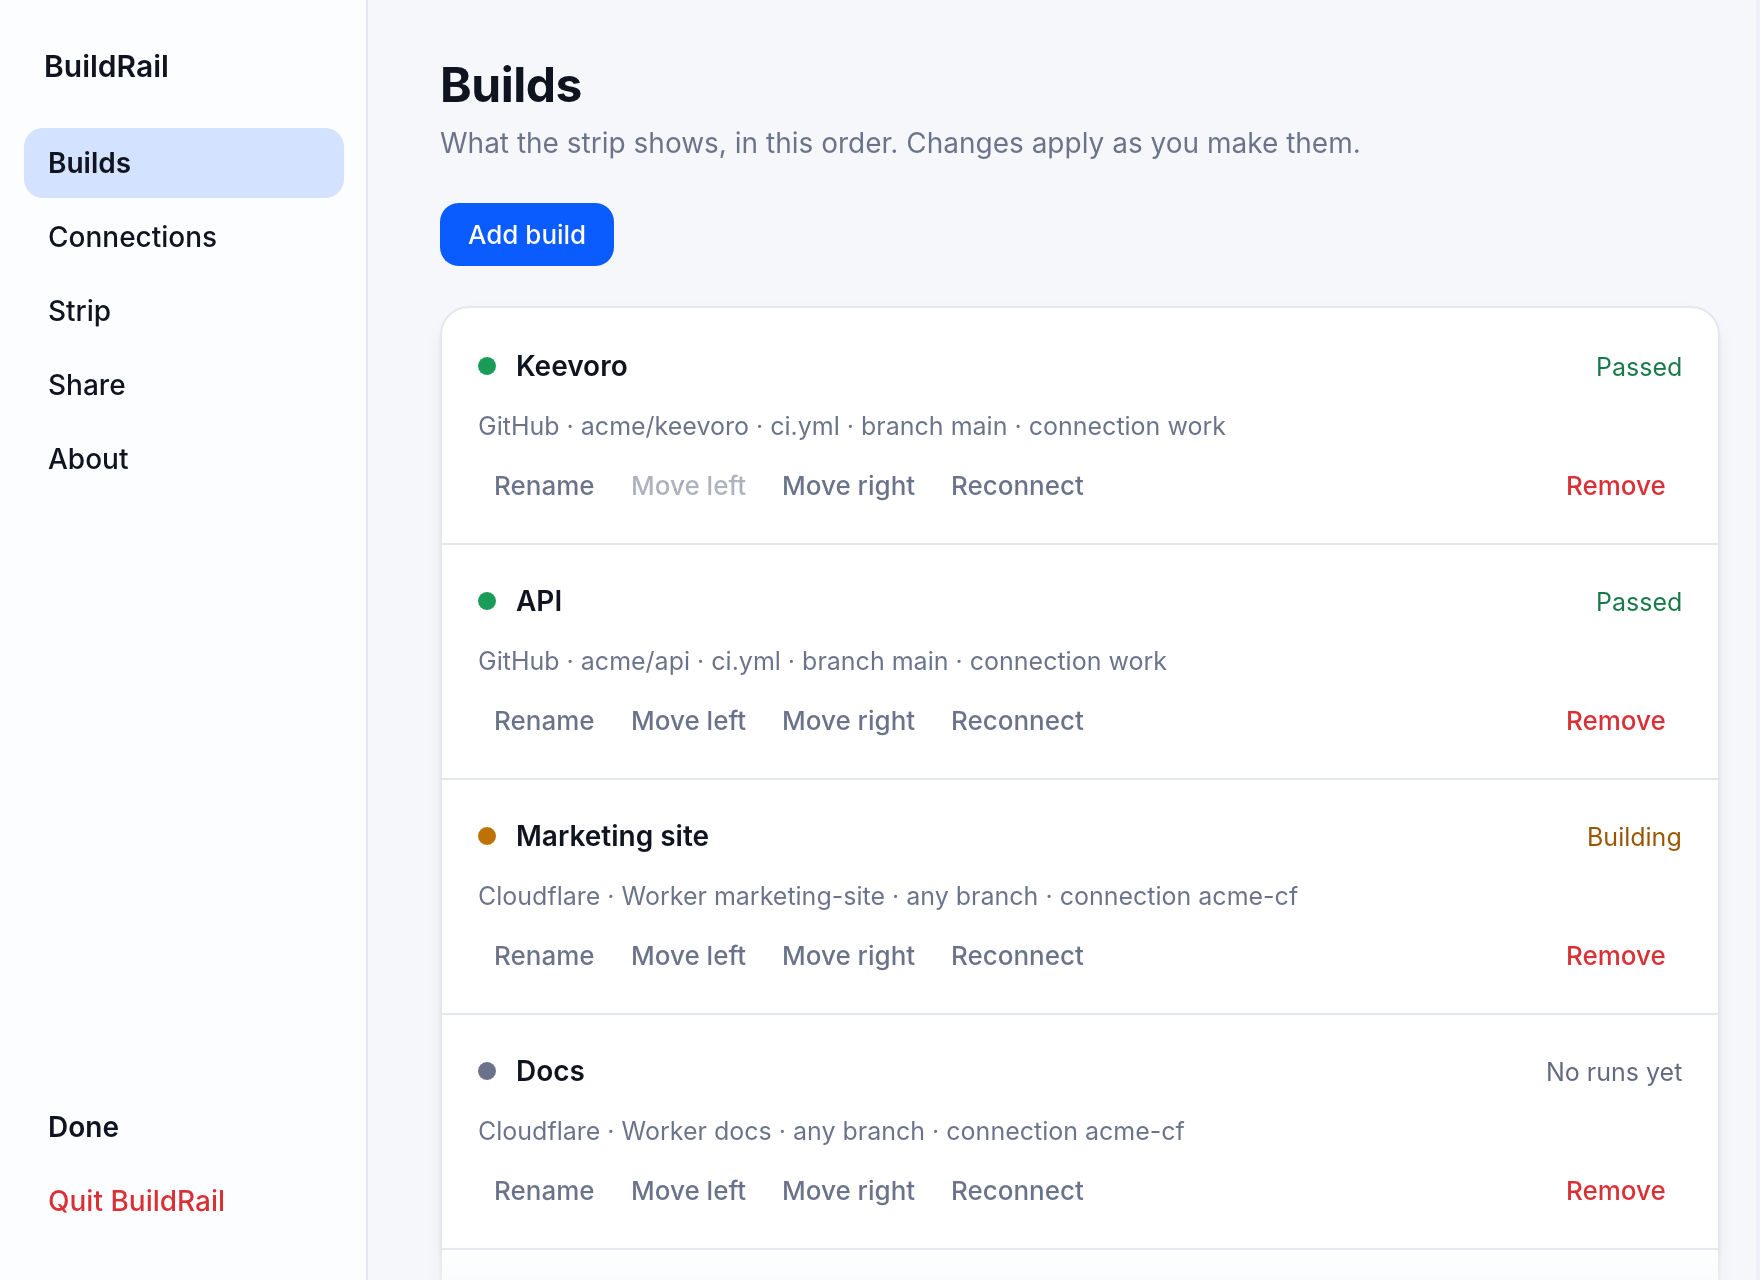 BuildRail
Builds
Connections
Strip
Share
About
Done
Quit BuildRail
Builds
What the strip shows, in this order. Changes apply as you make them.
Add build
Keevoro Passed
GitHub · acme/keevoro · ci.yml · branch main · connection work
Rename Move left Move right Reconnect Remove
API Passed
GitHub · acme/api · ci.yml · branch main · connection work
Rename Move left Move right Reconnect Remove
Marketing site Building
Cloudflare · Worker marketing-site · any branch · connection acme-cf
Rename Move left Move right Reconnect Remove
Docs No runs yet
Cloudflare · Worker docs · any branch · connection acme-cf
Rename Move left Move right Reconnect Remove